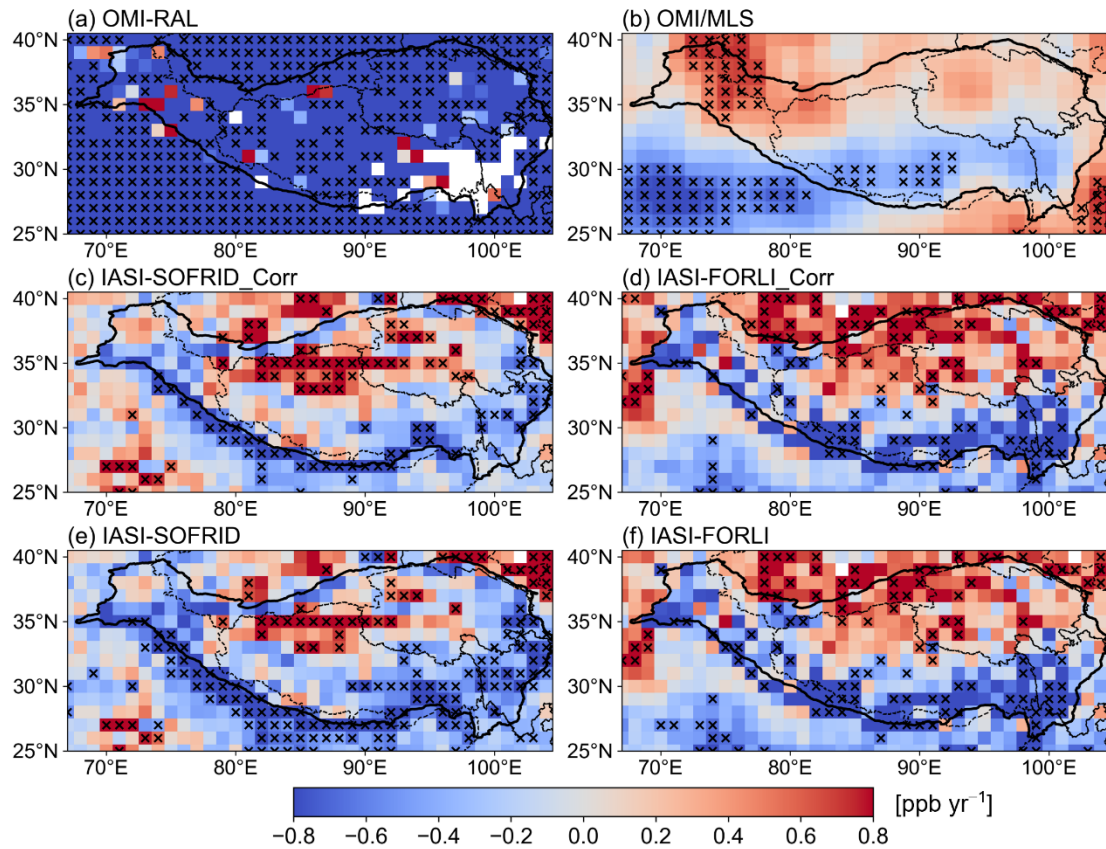 (a) OMI-RAL
(b) OMI/MLS
40°N
35°N
30°N
25°N
70°E 80°E 90°E 100°E
40°N
35°N
30°N
25°N
70°E 80°E 90°E 100°E
(c) IASI-SOFRID_Corr
(d) IASI-FORLI_Corr
40°N
35°N
30°N
25°N
70°E 80°E 90°E 100°E
40°N
35°N
30°N
25°N
70°E 80°E 90°E 100°E
(e) IASI-SOFRID
(f) IASI-FORLI
40°N
35°N
30°N
25°N
70°E 80°E 90°E 100°E
40°N
35°N
30°N
25°N
70°E 80°E 90°E 100°E
[ppb yr⁻¹]
−0.8 −0.6 −0.4 −0.2 0.0 0.2 0.4 0.6 0.8